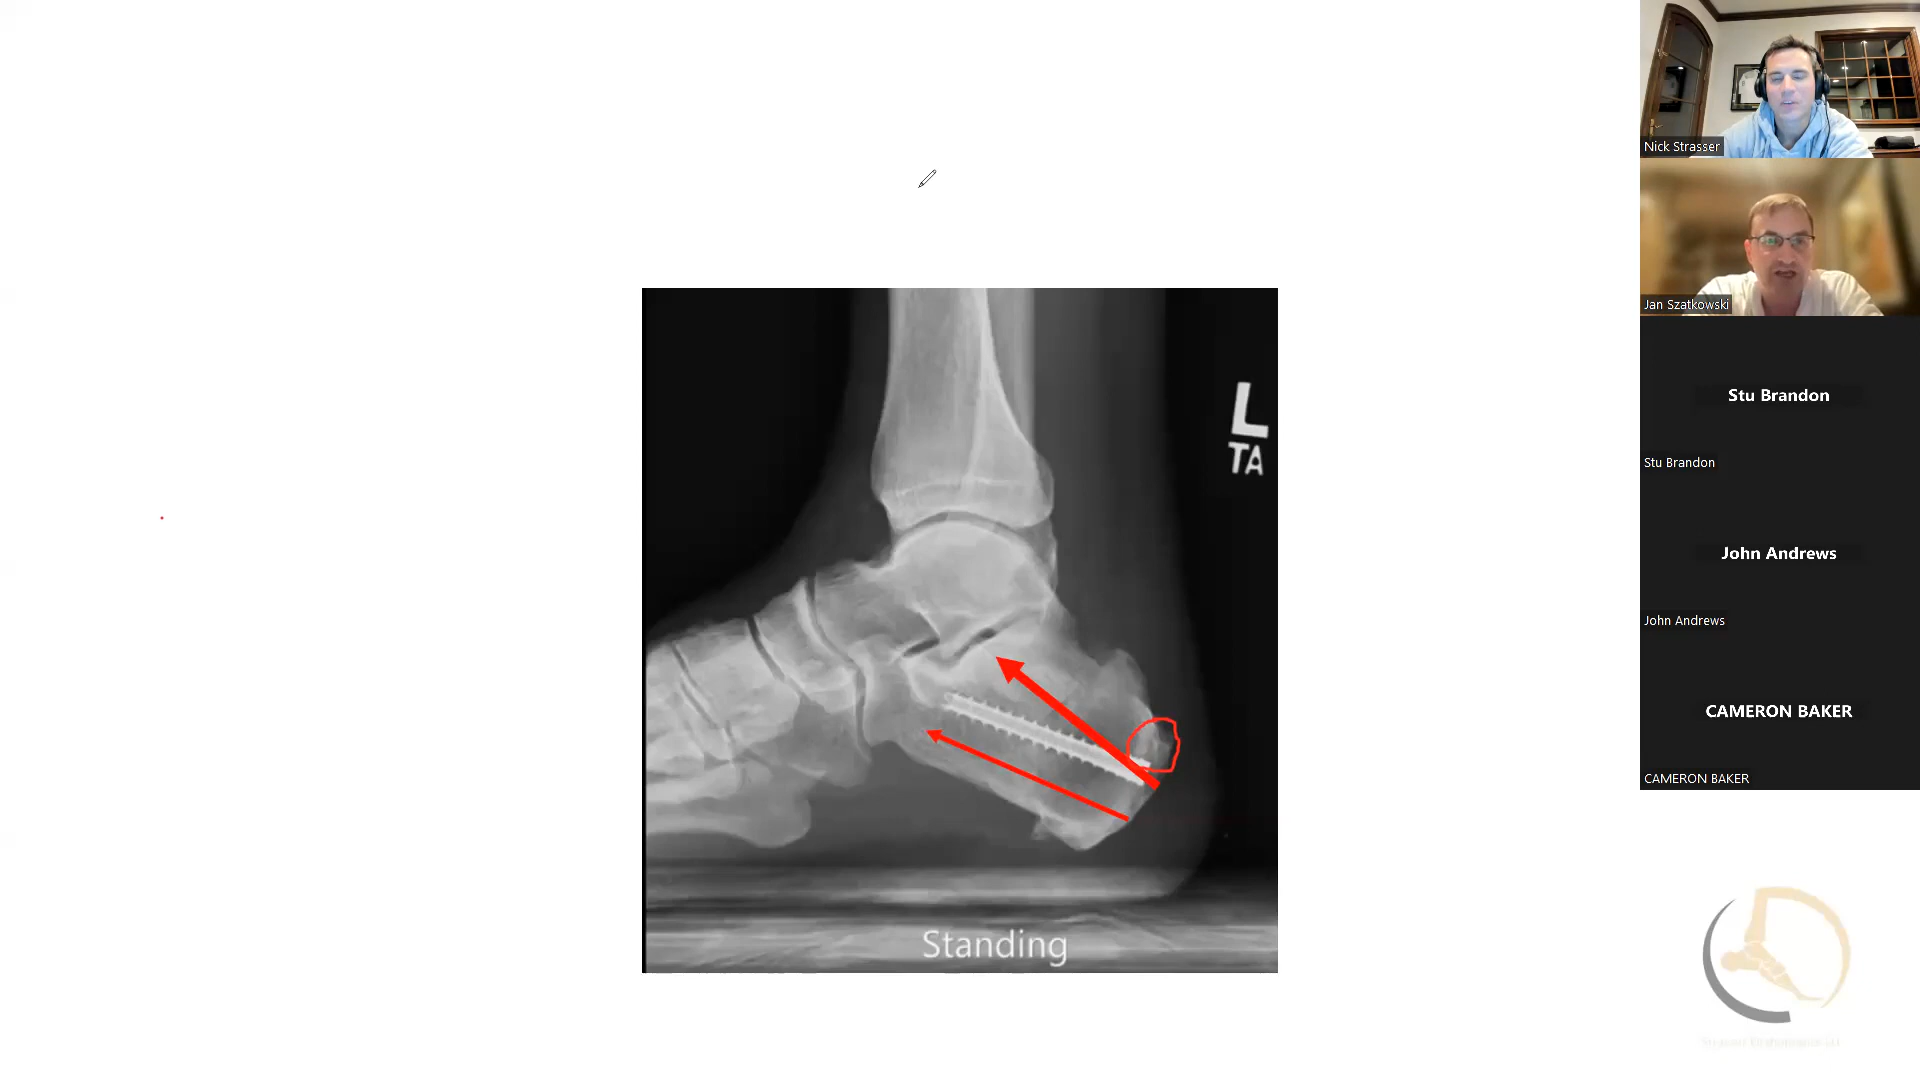 Nick Strasser
Jan Szatkowski
Stu Brandon
Stu Brandon
John Andrews
John Andrews
CAMERON BAKER
CAMERON BAKER
L
TA
Standing